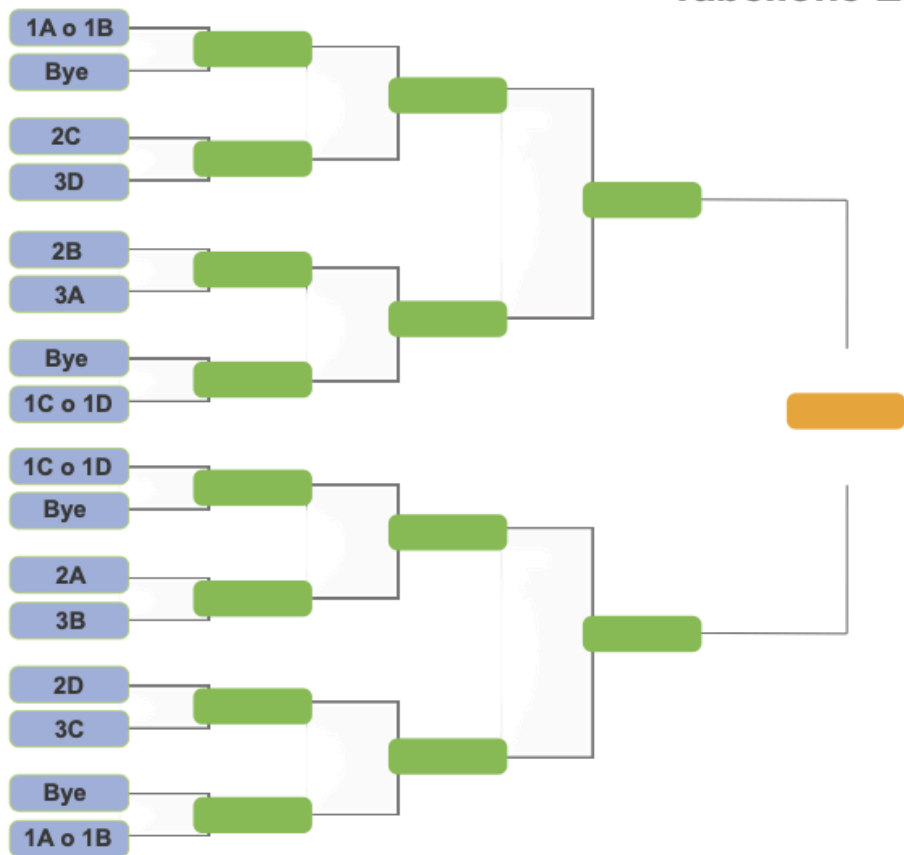 1A o 1B
Bye
2C
3D
2B
3A
Bye
1C o 1D
1C o 1D
Bye
2A
3B
2D
3C
Bye
1A o 1B